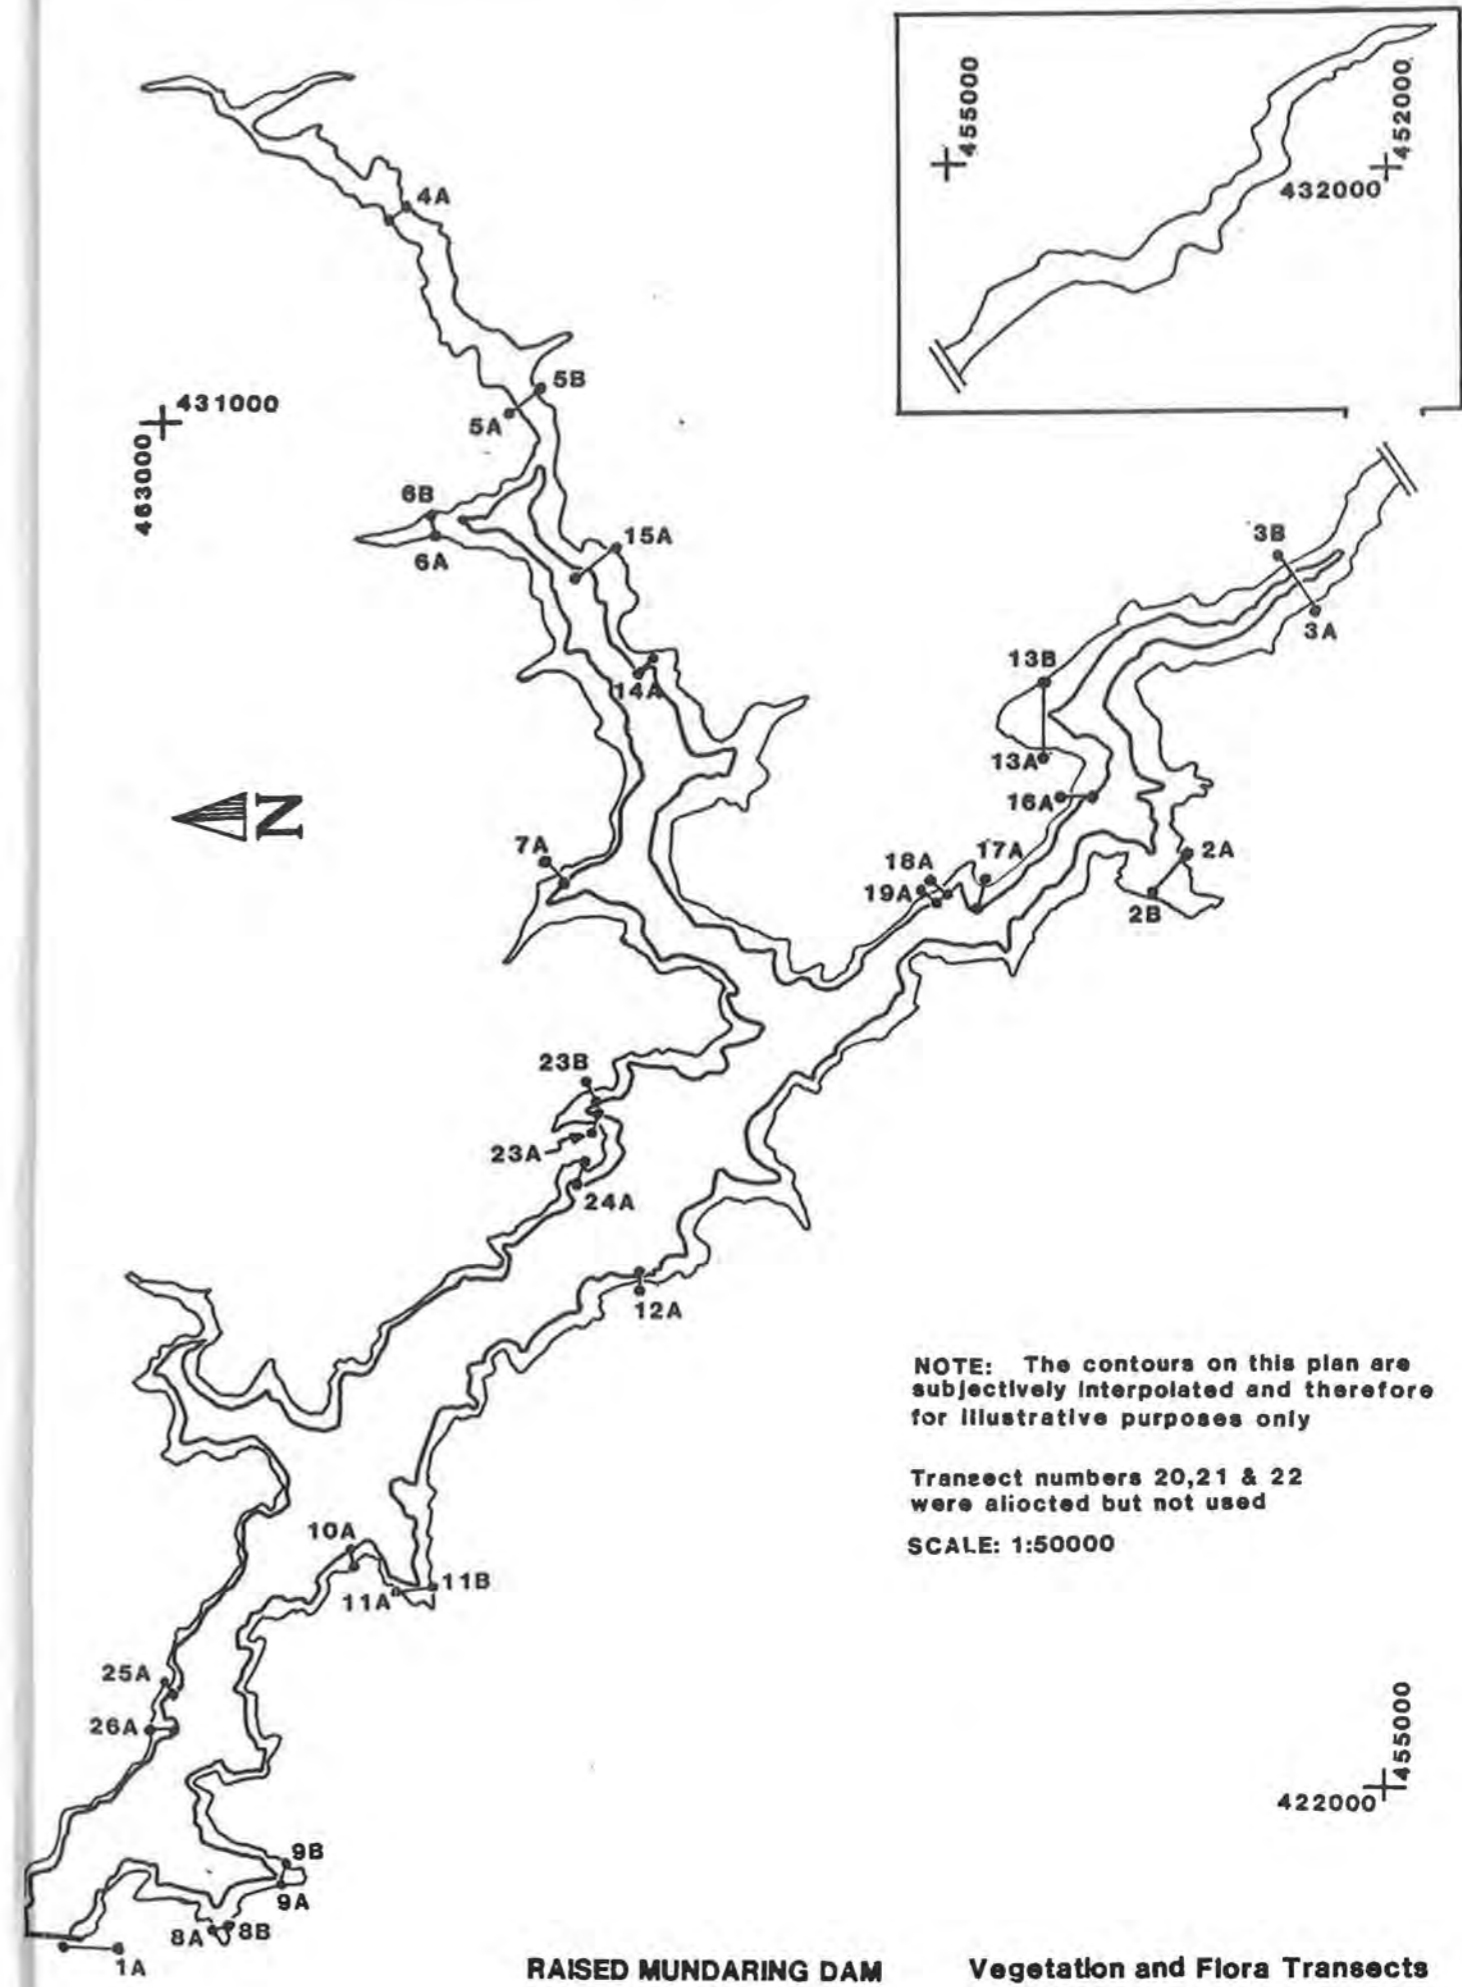 455000
452000
432000
4A
431000
463000
5B
5A
6B
6A
15A
3B
3A
14A
13B
13A
16A
N
7A
18A
17A
19A
2A
2B
23B
23A
24A
12A
NOTE: The contours on this plan are
subjectively interpolated and therefore
for illustrative purposes only
Transect numbers 20,21 & 22
were aliocted but not used
SCALE: 1:50000
10A
11A
11B
25A
26A
455000
422000
9B
9A
8A
8B
1A
RAISED MUNDARING DAM
Vegetation and Flora Transects